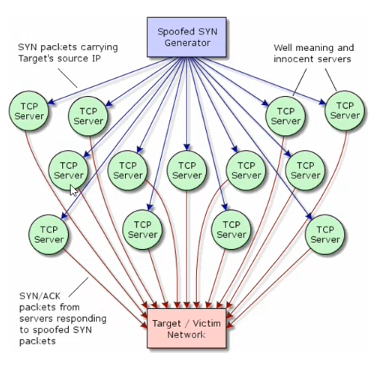 Spoofed SYN
Generator
SYN packets carrying
Target's source IP
Well meaning and
innocent servers
TCP
Server
TCP
Server
TCP
Server
TCP
Server
TCP
Server
TCP
Server
TCP
Server
TCP
Server
TCP
Server
TCP
Server
TCP
Server
TCP
Server
TCP
Server
SYN/ACK
packets from
servers responding
to spoofed SYN
packets
Target / Victim
Network